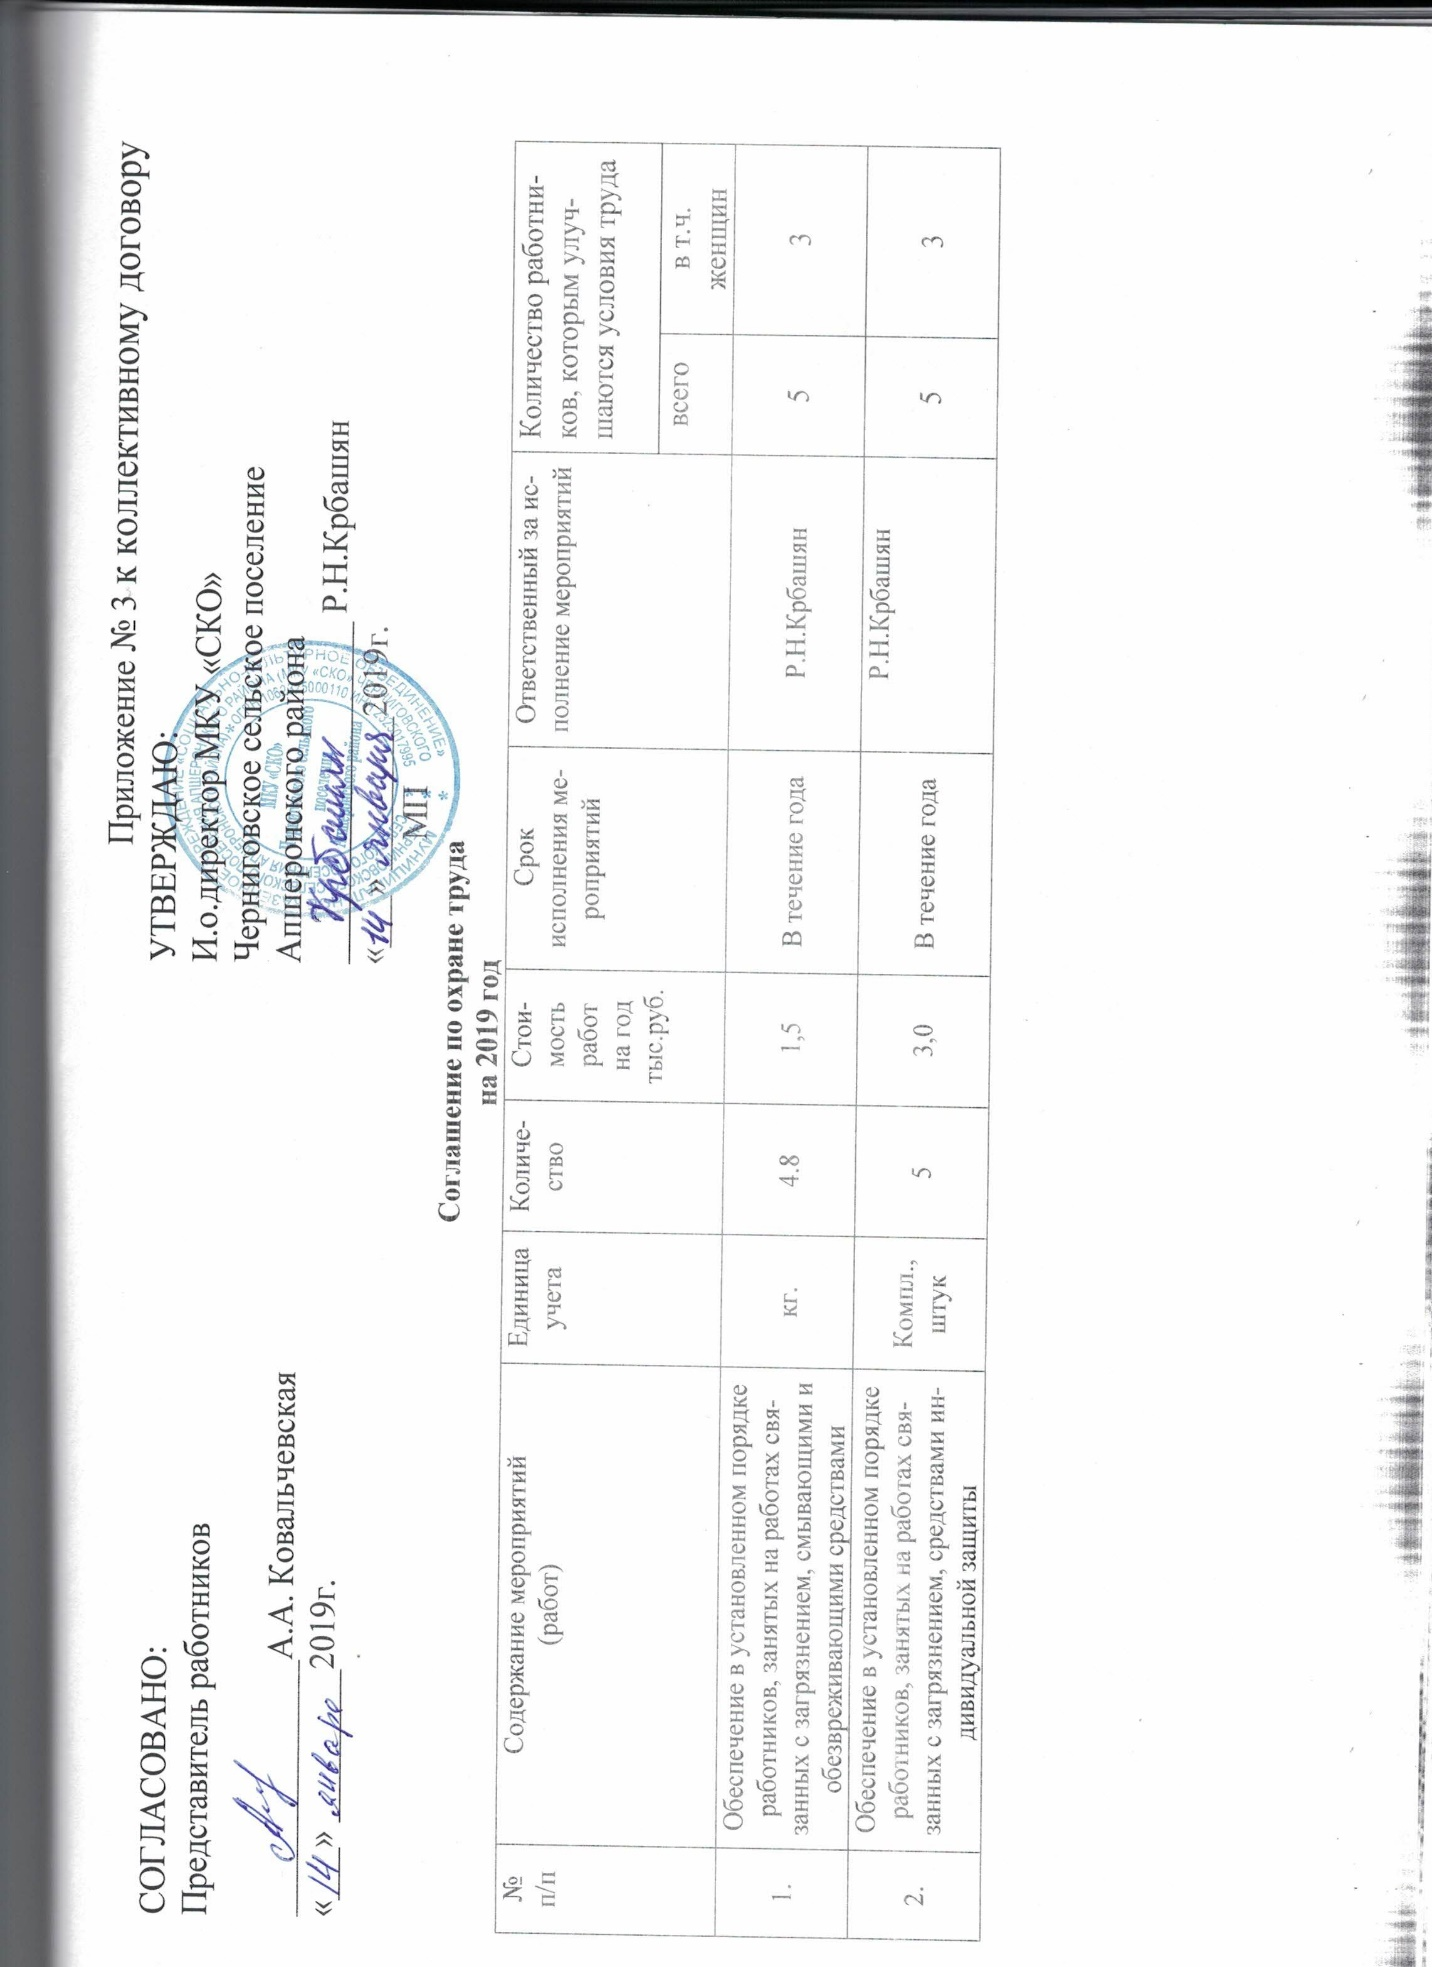 Приложение № 3 к коллективному договору
СОГЛАСОВАНО:
Представитель работников
А.А. Ковальчевская
«14» января 2019г.
УТВЕРЖДАЮ:
И.о.директор МКУ «СКО»
Черниговское сельское поселение
Апшеронского района
Р.Н.Крбашян
«14» января 2019г.
МП
Соглашение по охране труда
на 2019 год
№
п/п
Содержание мероприятий
(работ)
Единица
учета
Количе-
ство
Стои-
мость
работ
на год
тыс.руб.
Срок
исполнения ме-
роприятий
Ответственный за ис-
полнение мероприятий
Количество работни-
ков, которым улуч-
шаются условия труда
всего
в т.ч.
женщин
1.
Обеспечение в установленном порядке
работников, занятых на работах свя-
занных с загрязнением, смывающими и
обезвреживающими средствами
кг.
4.8
1,5
В течение года
Р.Н.Крбашян
5
3
2.
Обеспечение в установленном порядке
работников, занятых на работах свя-
занных с загрязнением, средствами ин-
дивидуальной защиты
Компл.,
штук
5
3,0
В течение года
Р.Н.Крбашян
5
3